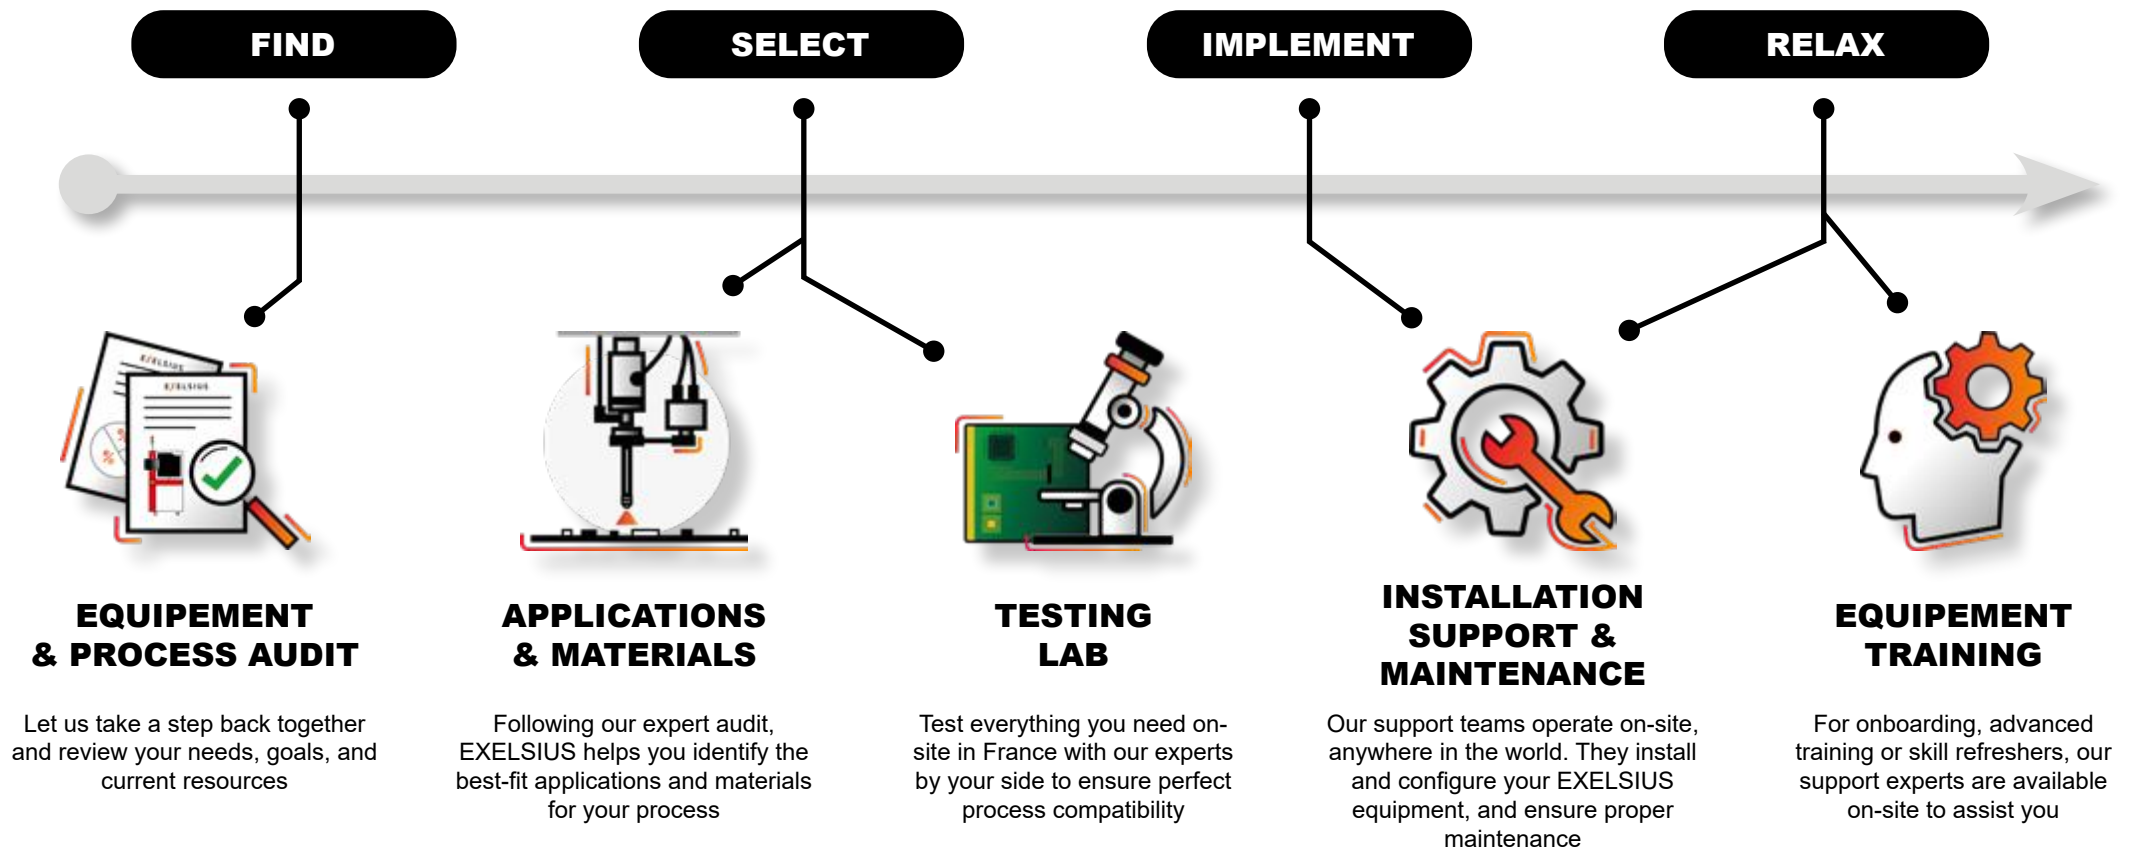 FIND
SELECT
IMPLEMENT
RELAX
EXELSIUS
EXELSIUS
%
%
EQUIPEMENT
& PROCESS AUDIT
Let us take a step back together
and review your needs, goals, and
current resources
APPLICATIONS
& MATERIALS
Following our expert audit,
EXELSIUS helps you identify the
best-fit applications and materials
for your process
TESTING
LAB
Test everything you need on-
site in France with our experts
by your side to ensure perfect
process compatibility
INSTALLATION
SUPPORT &
MAINTENANCE
Our support teams operate on-site,
anywhere in the world. They install
and configure your EXELSIUS
equipment, and ensure proper
maintenance
EQUIPEMENT
TRAINING
For onboarding, advanced
training or skill refreshers, our
support experts are available
on-site to assist you